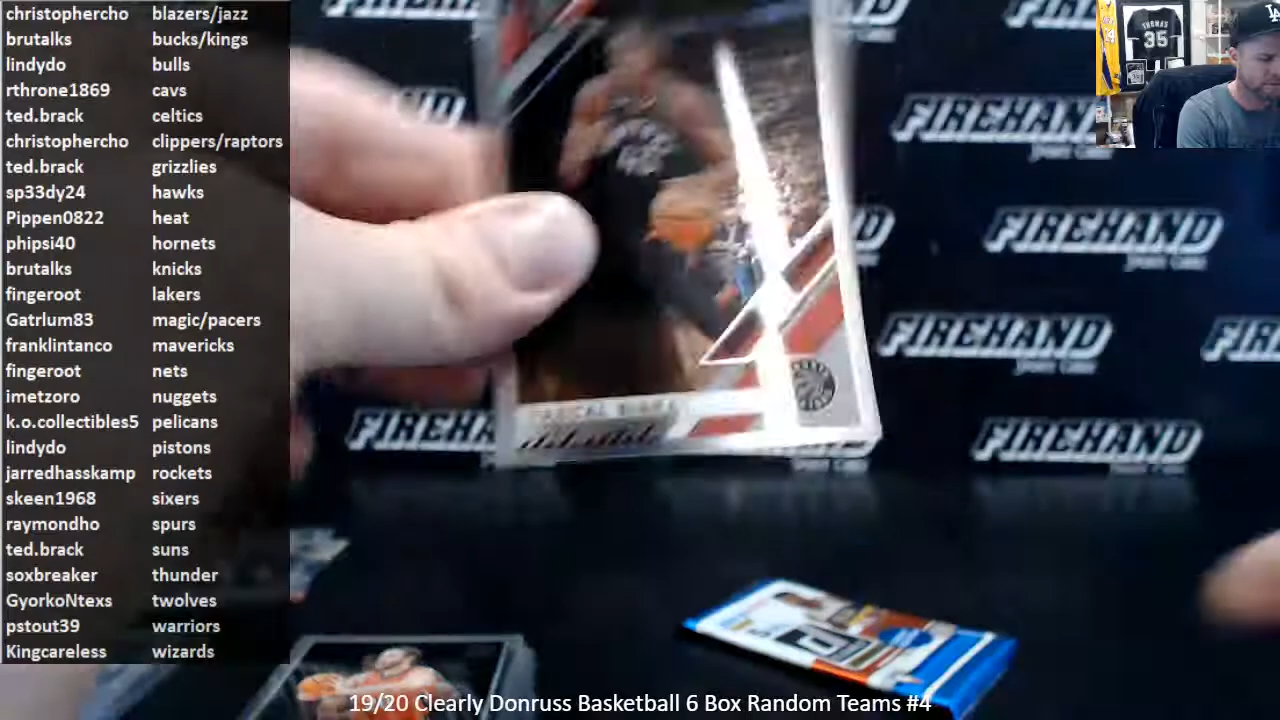 christophercho blazers/jazz
brutalks bucks/kings
lindydo bulls
rthrone1869 cavs
ted.brack celtics
christophercho clippers/raptors
ted.brack grizzlies
sp33dy24 hawks
Pippen0822 heat
phipsi40 hornets
brutalks knicks
fingeroot lakers
Gatrlum83 magic/pacers
franklintanco mavericks
fingeroot nets
imetzoro nuggets
k.o.collectibles5 pelicans
lindydo pistons
jarredhasskamp rockets
skeen1968 sixers
raymondho spurs
ted.brack suns
soxbreaker thunder
GyorkoNtexs twolves
pstout39 warriors
Kingcareless wizards
THOMAS
35
LA
FIREHAND
FIREHAND
FIREHAND
FIREHAND
19/20 Clearly Donruss Basketball 6 Box Random Teams #4